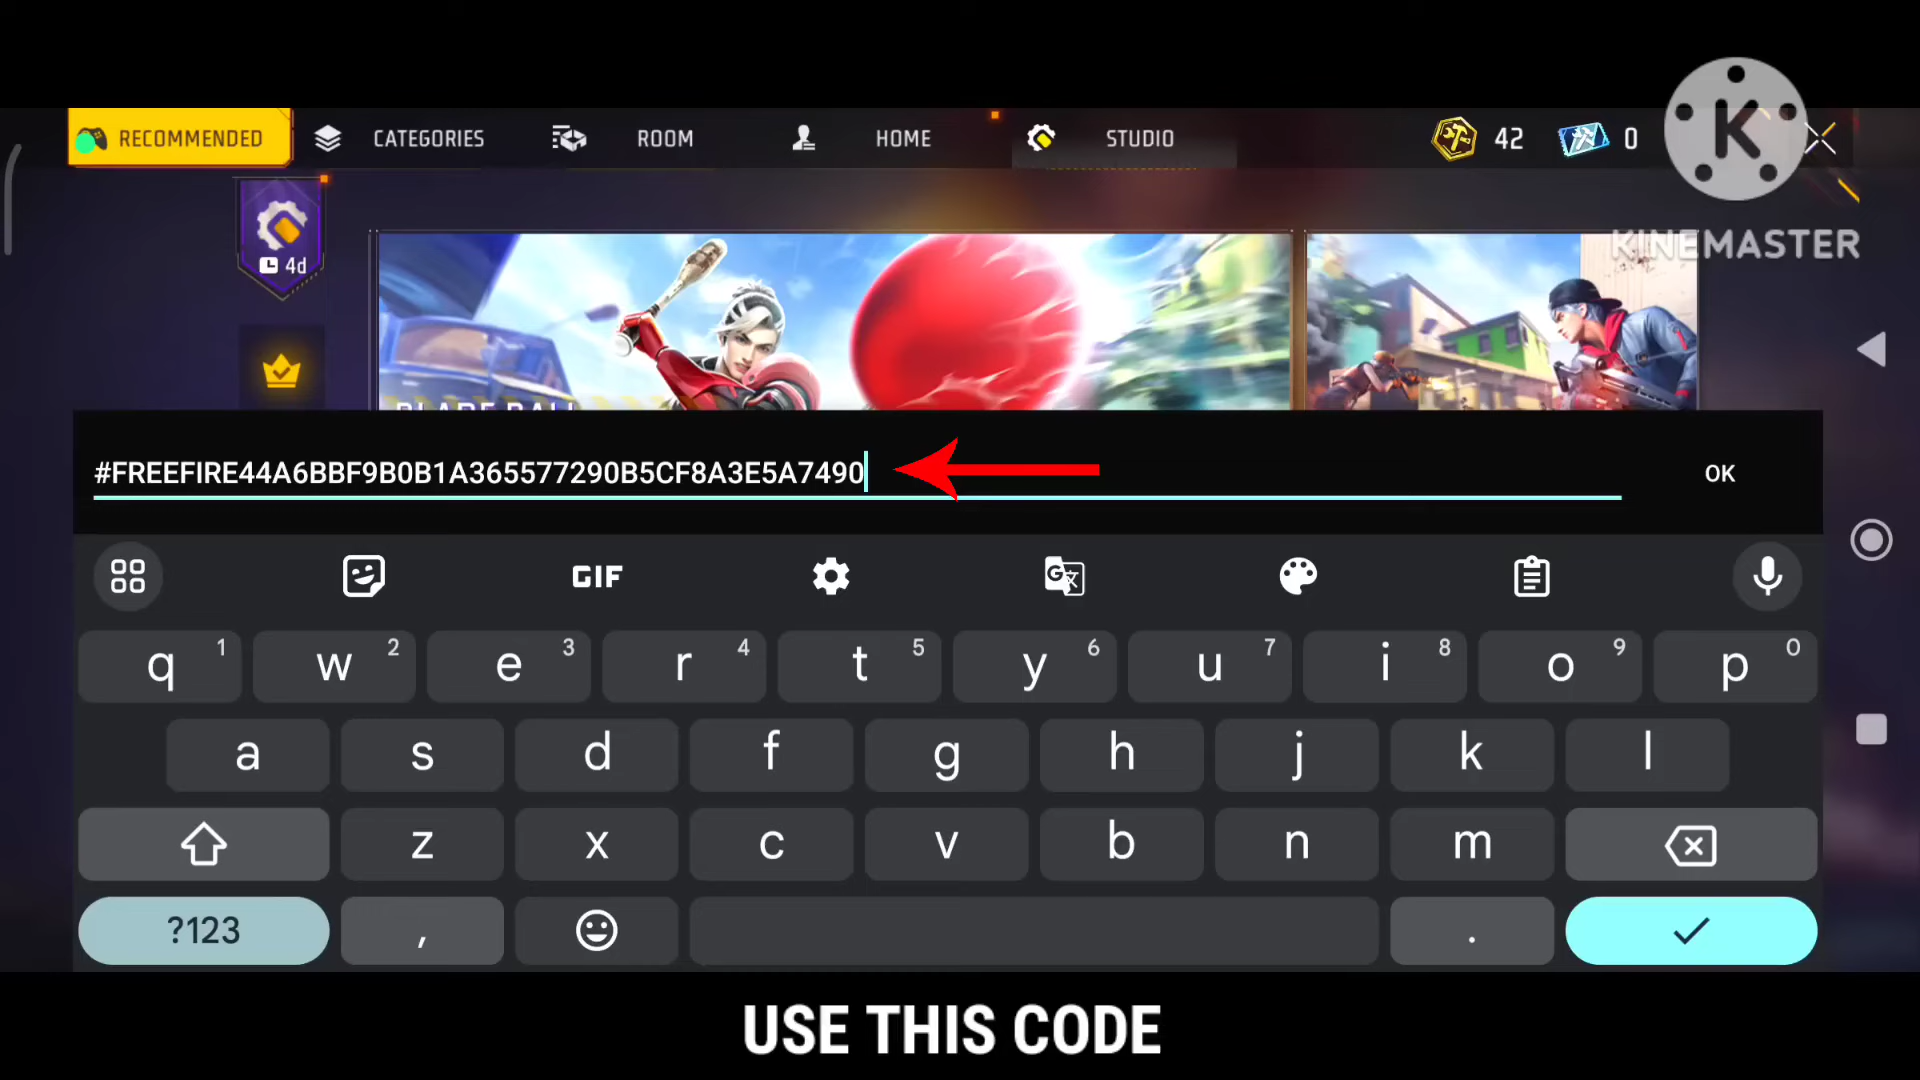 RECOMMENDED
CATEGORIES
ROOM
HOME
STUDIO
42
0
K
KINEMASTER
4d
#FREEFIRE44A6BBF9B0B1A365577290B5CF8A3E5A7490
OK
GIF
q 1 w 2 e 3 r 4 t 5 y 6 u 7 i 8 o 9 p 0
a s d f g h j k l
z x c v b n m
?123 , .
USE THIS CODE